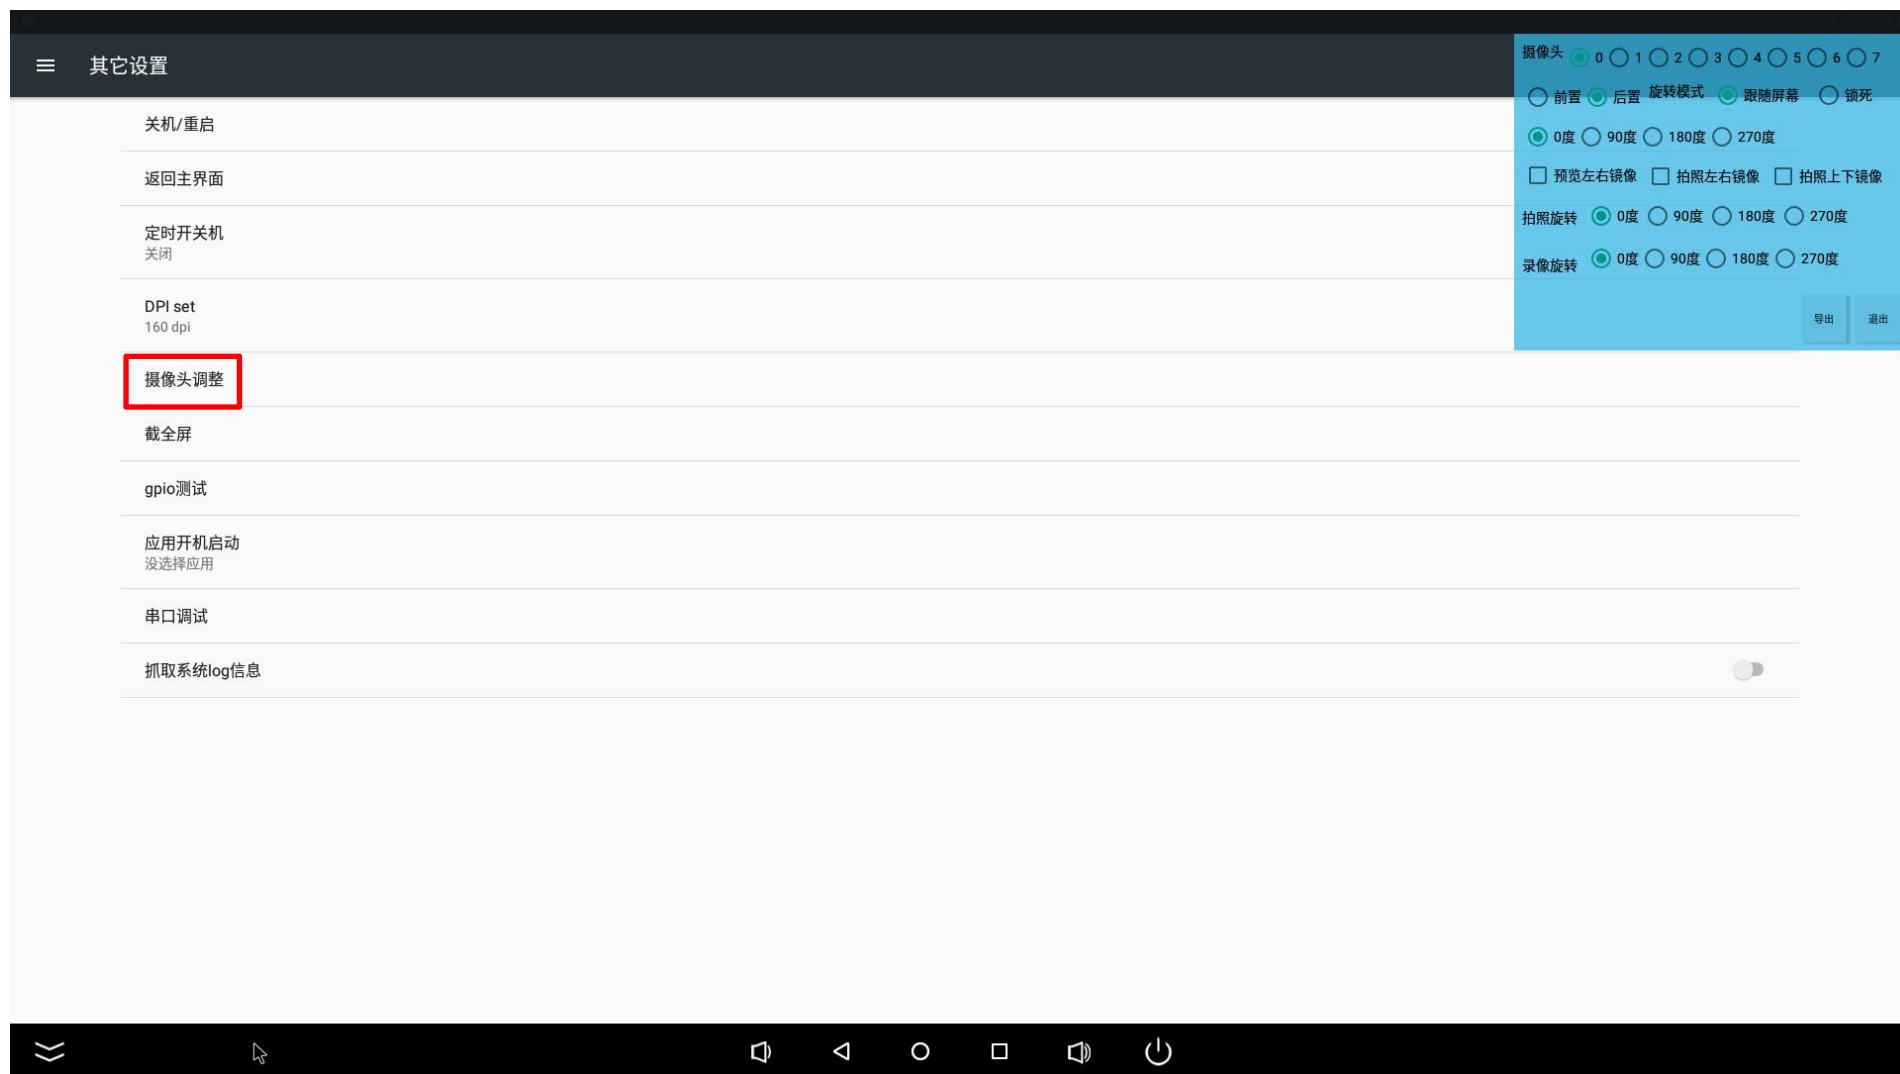 其它设置
摄像头 0 1 2 3 4 5 6 7
前置 后置 旋转模式 跟随屏幕 锁死
0度 90度 180度 270度
预览左右镜像 拍照左右镜像 拍照上下镜像
拍照旋转 0度 90度 180度 270度
录像旋转 0度 90度 180度 270度
导出 退出
关机/重启
返回主界面
定时开关机
关闭
DPI set
160 dpi
摄像头调整
截全屏
gpio测试
应用开机启动
没选择应用
串口调试
抓取系统log信息